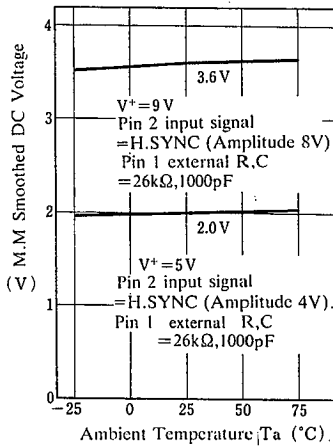 M.M Smoothed DC Voltage
(V)
4
3
2
1
0
3.6 V
V+=9V
Pin 2 input signal
=H.SYNC (Amplitude 8V)
Pin 1 external R,C
=26kΩ,1000pF
2.0 V
V+=5V
Pin 2 input signal
=H.SYNC (Amplitude 4V).
Pin 1 external R,C
=26kΩ,1000pF
-25 0 25 50 75
Ambient Temperature Ta (°C)